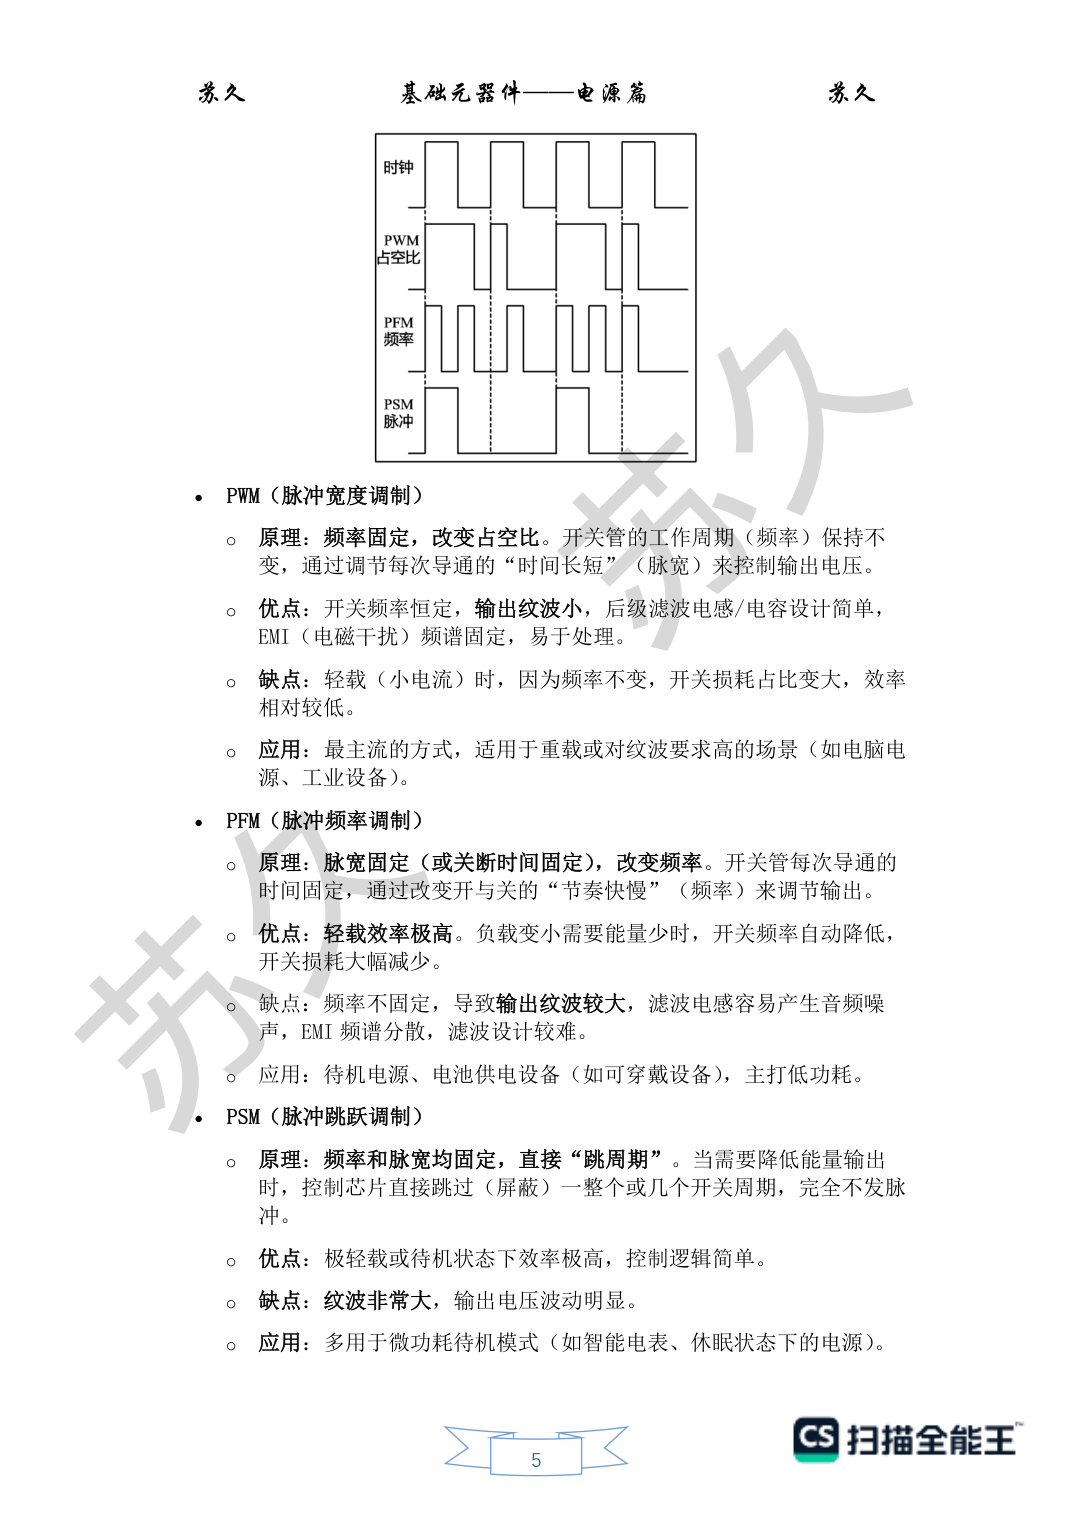 苏久 基础元器件——电源篇 苏久
时钟
PWM
占空比
PFM
频率
PSM
脉冲
• PWM（脉冲宽度调制）
o 原理：频率固定，改变占空比。开关管的工作周期（频率）保持不
变，通过调节每次导通的“时间长短”（脉宽）来控制输出电压。
o 优点：开关频率恒定，输出纹波小，后级滤波电感/电容设计简单，
EMI（电磁干扰）频谱固定，易于处理。
o 缺点：轻载（小电流）时，因为频率不变，开关损耗占比变大，效率
相对较低。
o 应用：最主流的方式，适用于重载或对纹波要求高的场景（如电脑电
源、工业设备）。
• PFM（脉冲频率调制）
o 原理：脉宽固定（或关断时间固定），改变频率。开关管每次导通的
时间固定，通过改变开与关的“节奏快慢”（频率）来调节输出。
o 优点：轻载效率极高。负载变小需要能量少时，开关频率自动降低，
开关损耗大幅减少。
o 缺点：频率不固定，导致输出纹波较大，滤波电感容易产生音频噪
声，EMI 频谱分散，滤波设计较难。
o 应用：待机电源、电池供电设备（如可穿戴设备），主打低功耗。
• PSM（脉冲跳跃调制）
o 原理：频率和脉宽均固定，直接“跳周期”。当需要降低能量输出
时，控制芯片直接跳过（屏蔽）一整个或几个开关周期，完全不发脉
冲。
o 优点：极轻载或待机状态下效率极高，控制逻辑简单。
o 缺点：纹波非常大，输出电压波动明显。
o 应用：多用于微功耗待机模式（如智能电表、休眠状态下的电源）。
苏久
苏久
5
CS 扫描全能王™